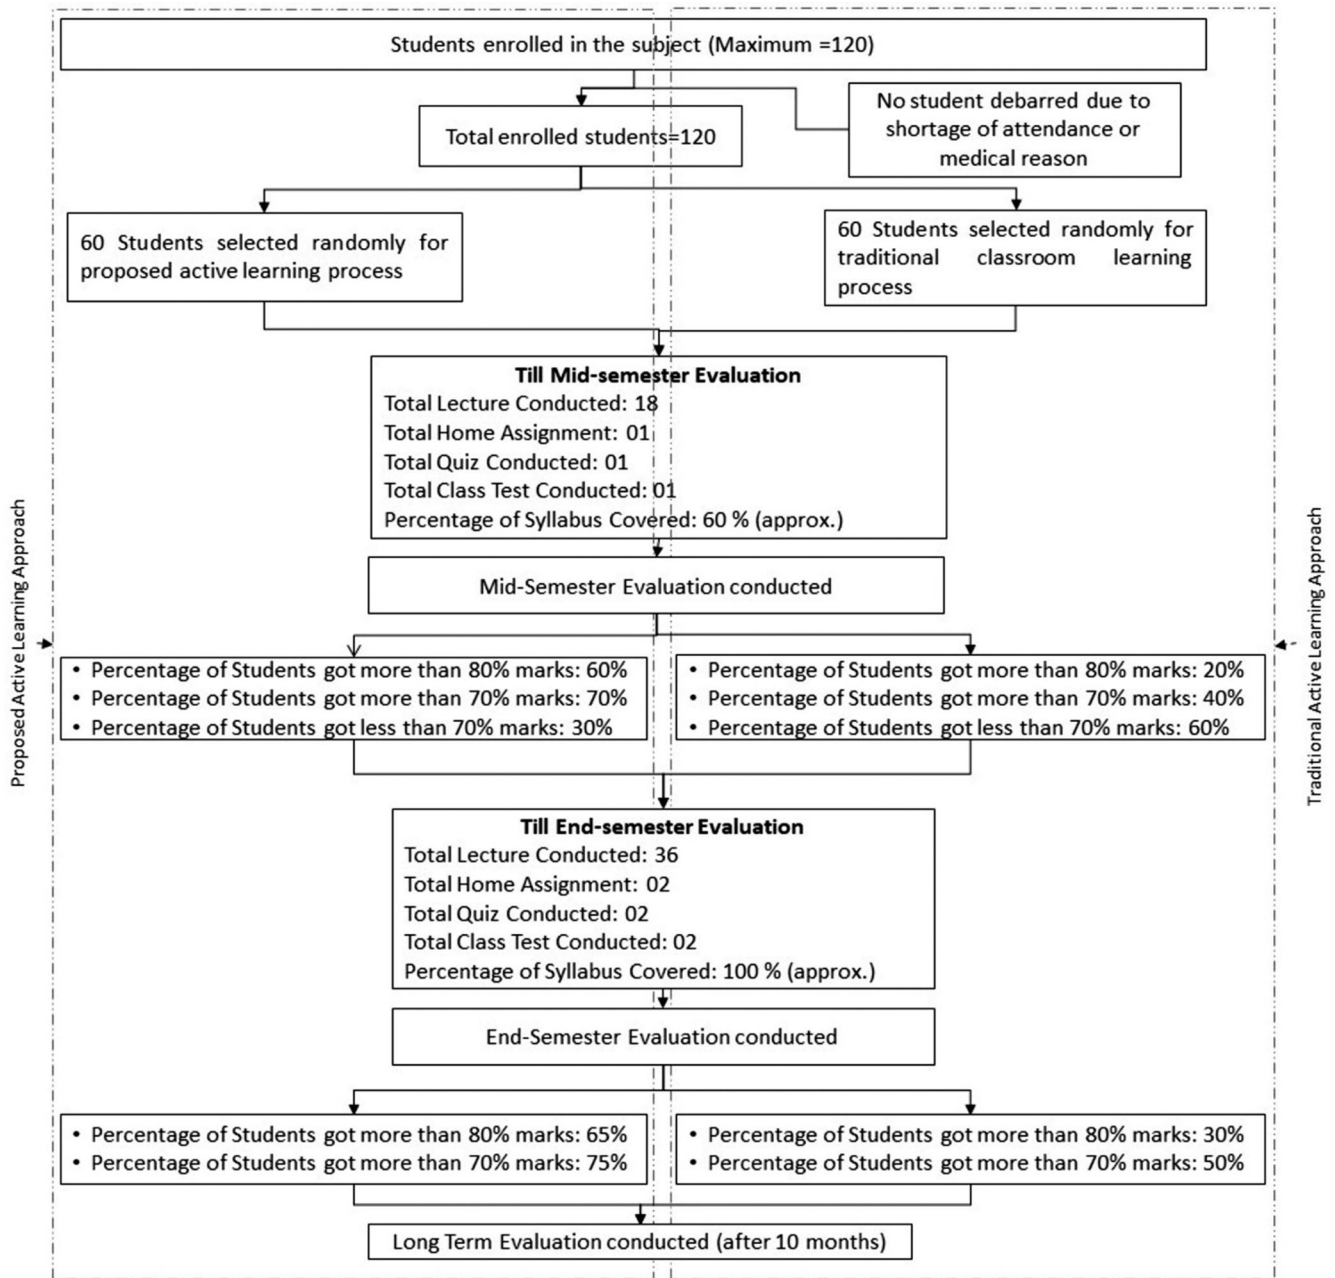 Students enrolled in the subject (Maximum =120)
Total enrolled students=120
No student debarred due to
shortage of attendance or
medical reason
60 Students selected randomly for
proposed active learning process
60 Students selected randomly for
traditional classroom learning
process
Till Mid-semester Evaluation
Total Lecture Conducted: 18
Total Home Assignment: 01
Total Quiz Conducted: 01
Total Class Test Conducted: 01
Percentage of Syllabus Covered: 60 % (approx.)
Mid-Semester Evaluation conducted
Proposed Active Learning Approach
Traditional Active Learning Approach
• Percentage of Students got more than 80% marks: 60%
• Percentage of Students got more than 70% marks: 70%
• Percentage of Students got less than 70% marks: 30%
• Percentage of Students got more than 80% marks: 20%
• Percentage of Students got more than 70% marks: 40%
• Percentage of Students got less than 70% marks: 60%
Till End-semester Evaluation
Total Lecture Conducted: 36
Total Home Assignment: 02
Total Quiz Conducted: 02
Total Class Test Conducted: 02
Percentage of Syllabus Covered: 100 % (approx.)
End-Semester Evaluation conducted
• Percentage of Students got more than 80% marks: 65%
• Percentage of Students got more than 70% marks: 75%
• Percentage of Students got more than 80% marks: 30%
• Percentage of Students got more than 70% marks: 50%
Long Term Evaluation conducted (after 10 months)